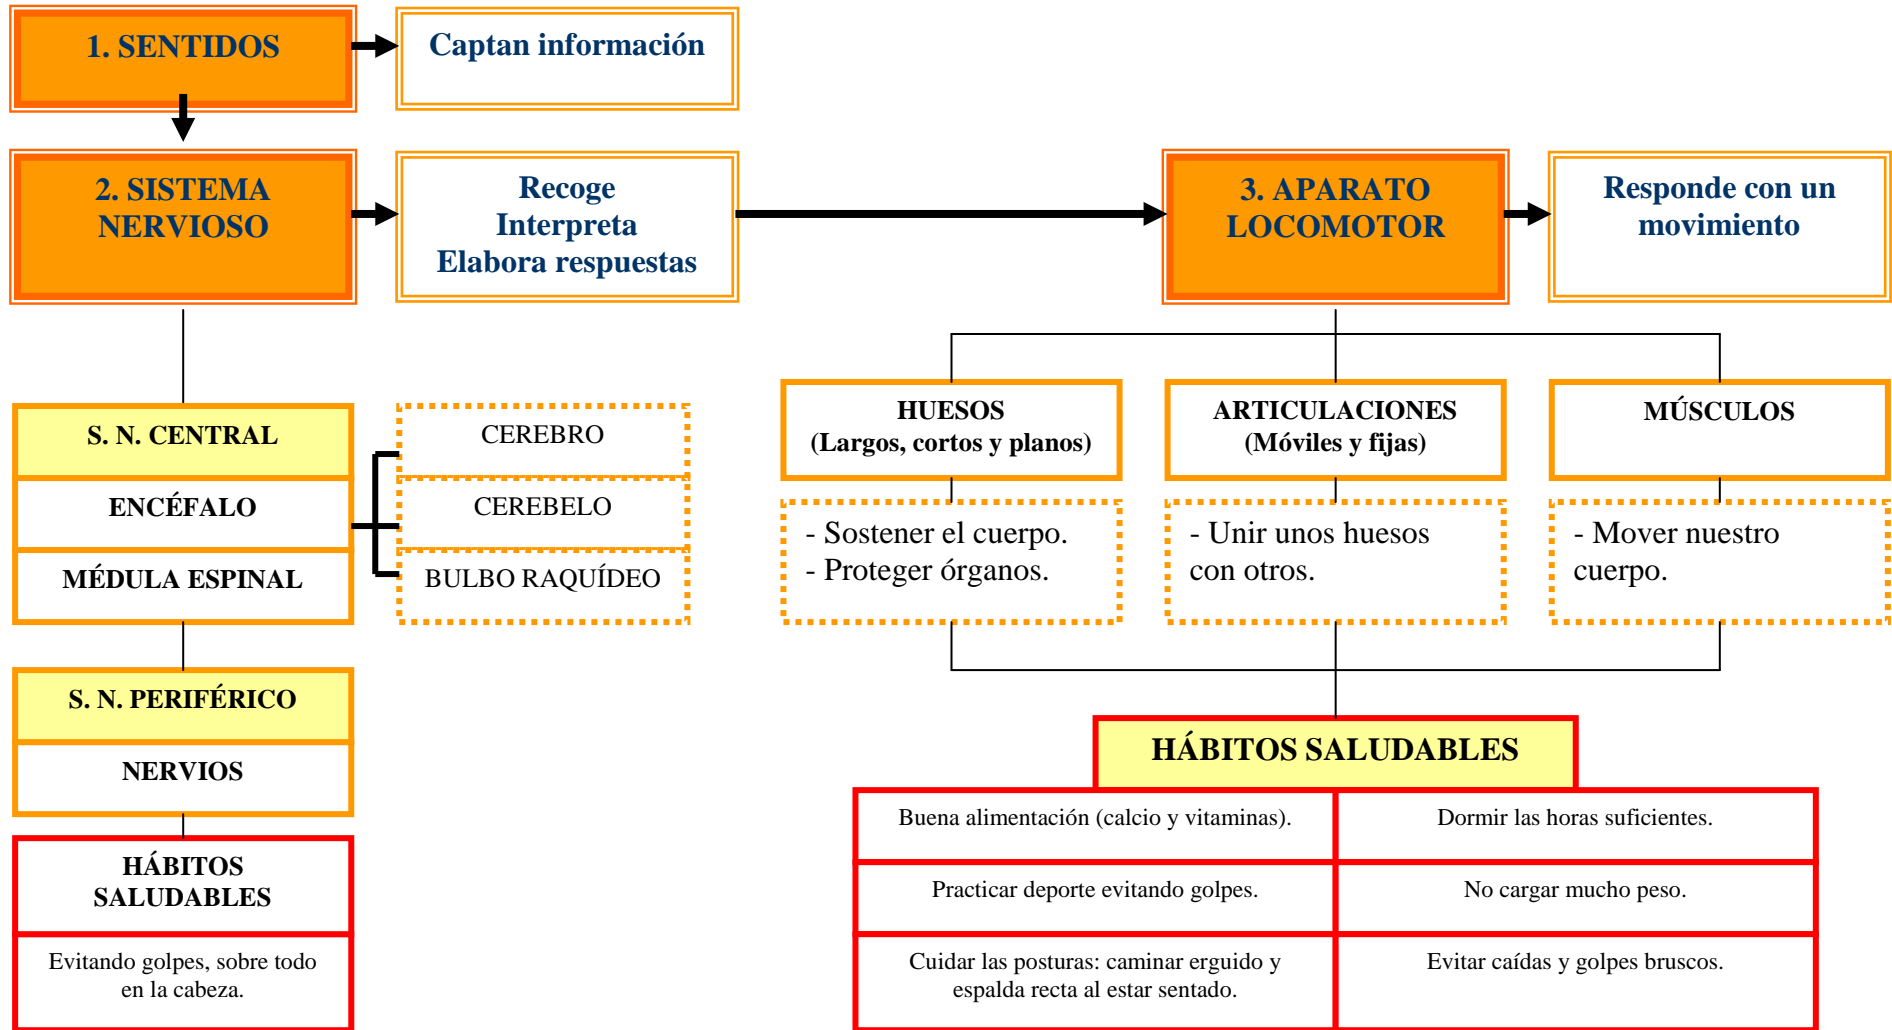 1. SENTIDOS
Captan información
2. SISTEMA
NERVIOSO
Recoge
Interpreta
Elabora respuestas
3. APARATO
LOCOMOTOR
Responde con un
movimiento
S. N. CENTRAL
ENCÉFALO
MÉDULA ESPINAL
CEREBRO
CEREBELO
BULBO RAQUÍDEO
S. N. PERIFÉRICO
NERVIOS
HÁBITOS
SALUDABLES
Evitando golpes, sobre todo
en la cabeza.
HUESOS
(Largos, cortos y planos)
- Sostener el cuerpo.
- Proteger órganos.
ARTICULACIONES
(Móviles y fijas)
- Unir unos huesos
con otros.
MÚSCULOS
- Mover nuestro
cuerpo.
HÁBITOS SALUDABLES
Buena alimentación (calcio y vitaminas).
Dormir las horas suficientes.
Practicar deporte evitando golpes.
No cargar mucho peso.
Cuidar las posturas: caminar erguido y
espalda recta al estar sentado.
Evitar caídas y golpes bruscos.